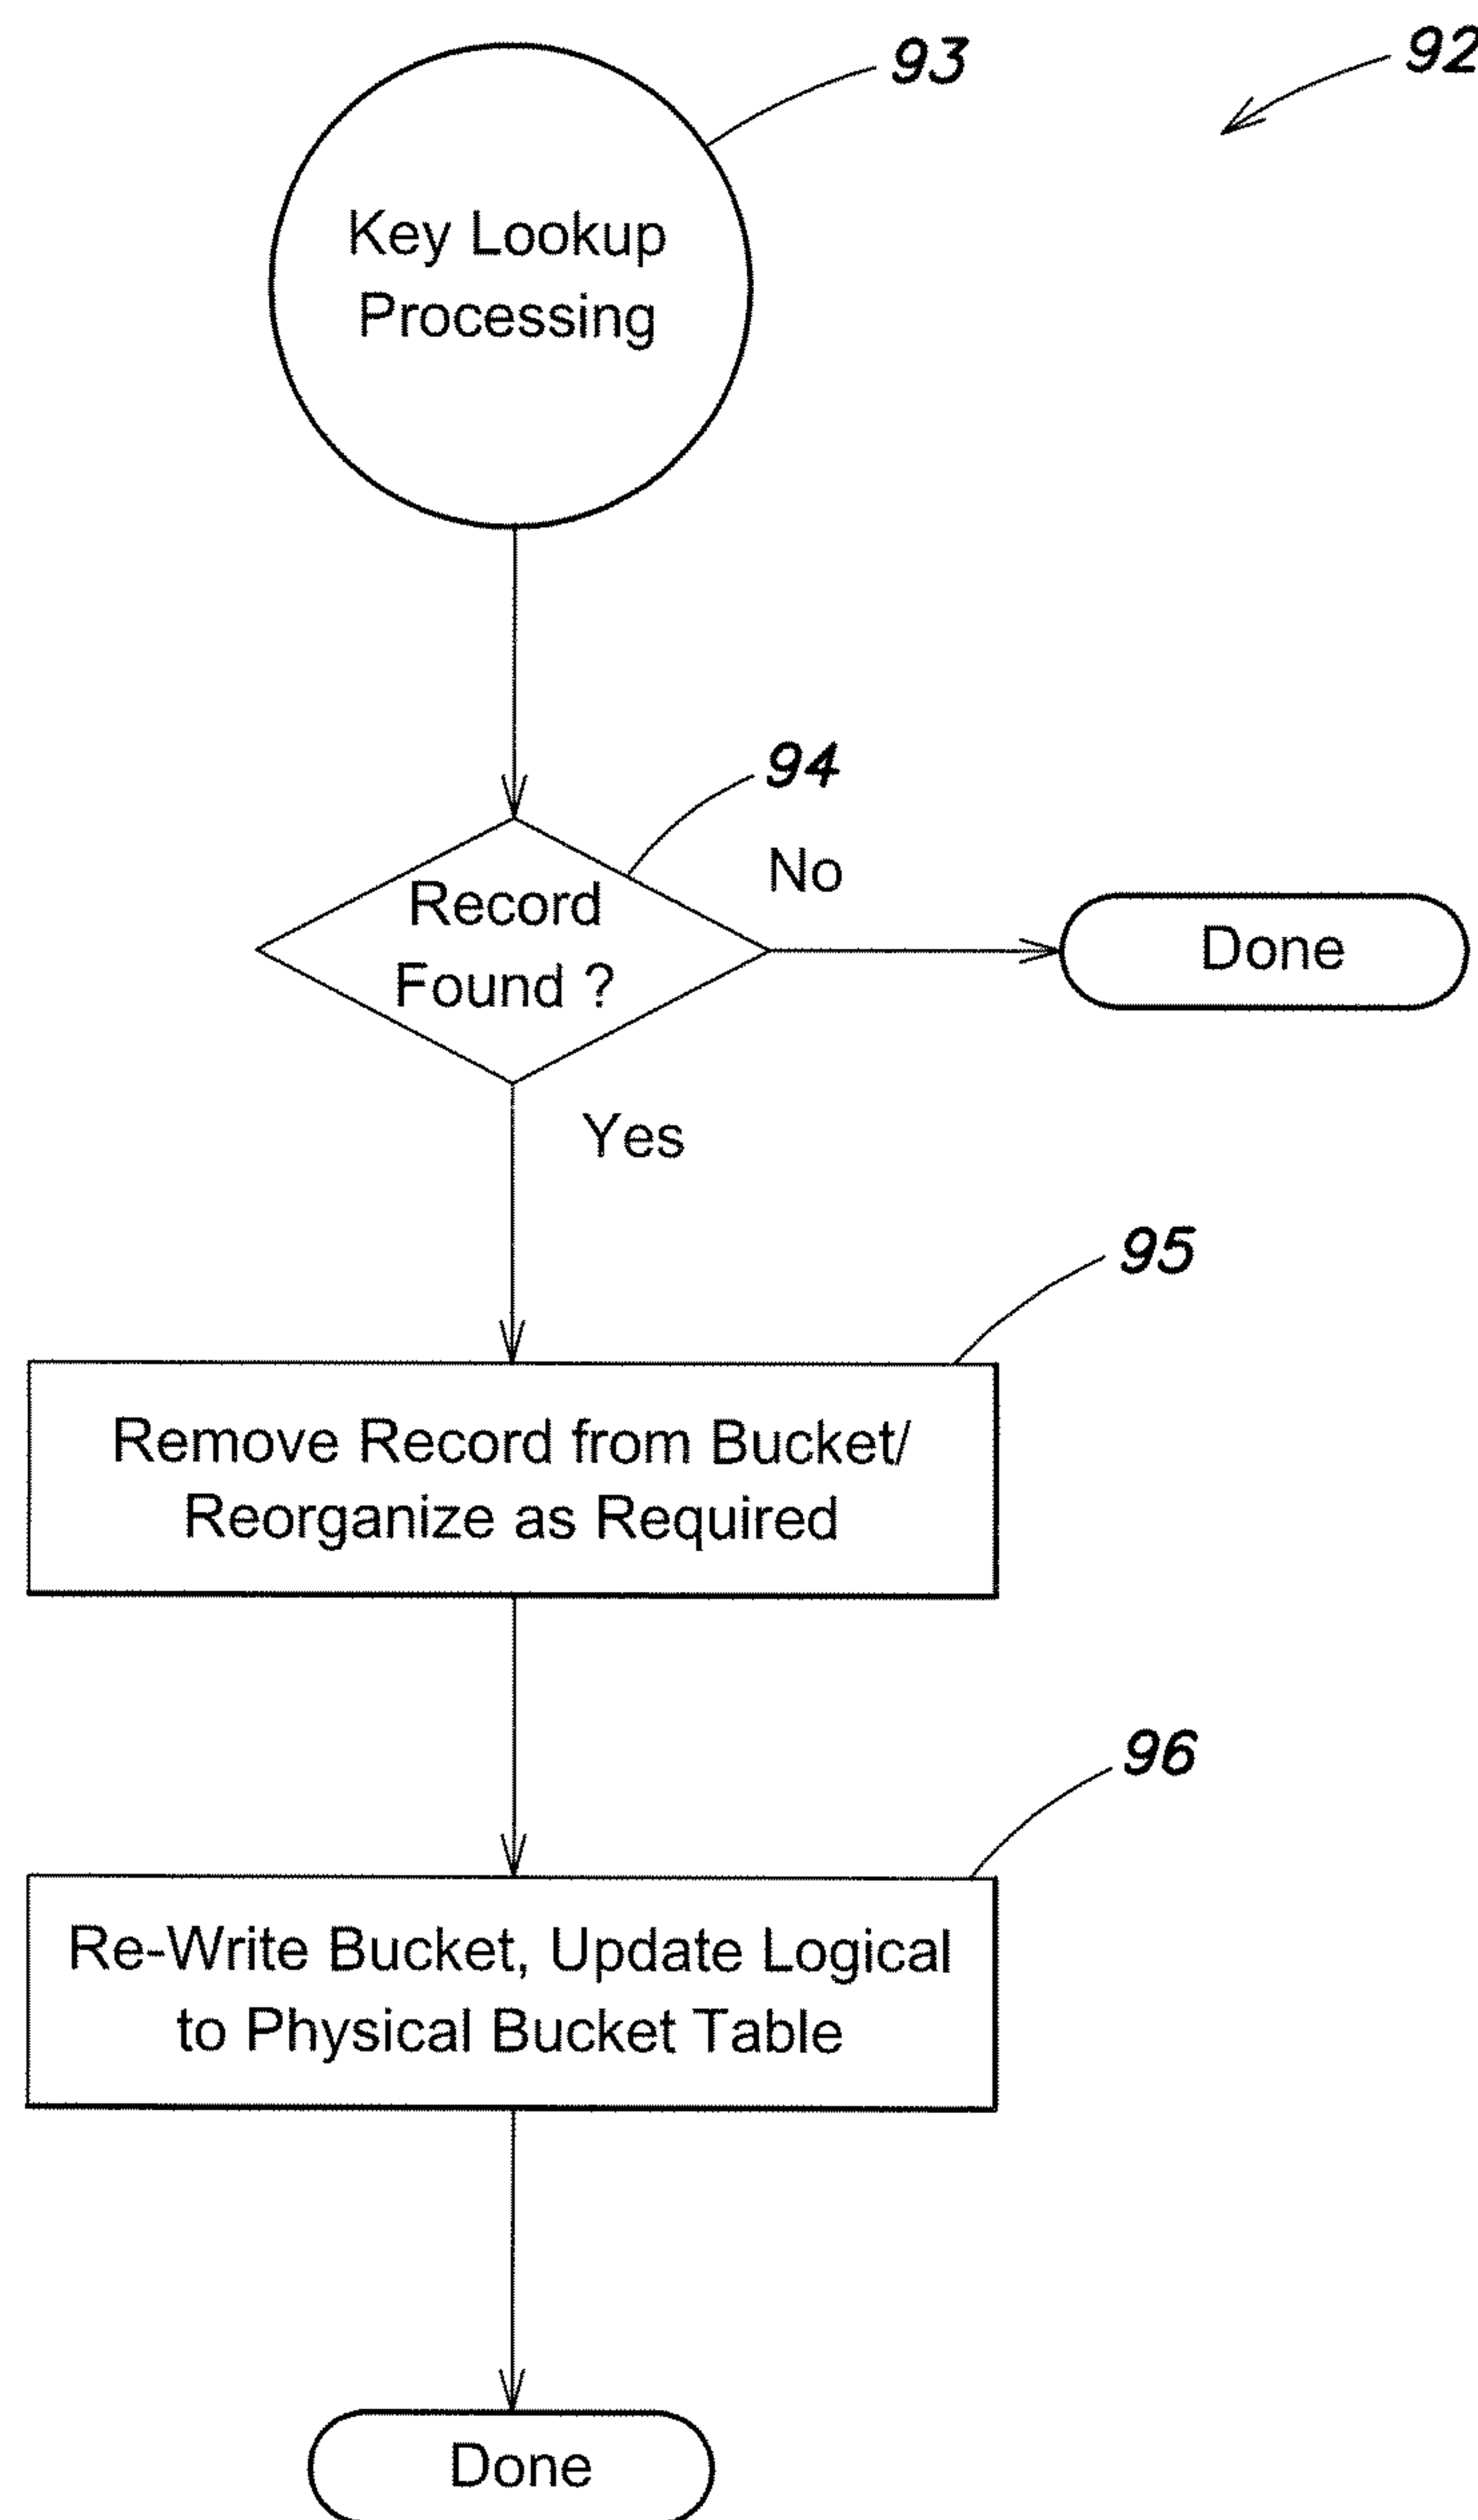 93
92
Key Lookup
Processing
94
No
Record
Found ?
Done
Yes
95
Remove Record from Bucket/
Reorganize as Required
96
Re-Write Bucket, Update Logical
to Physical Bucket Table
Done